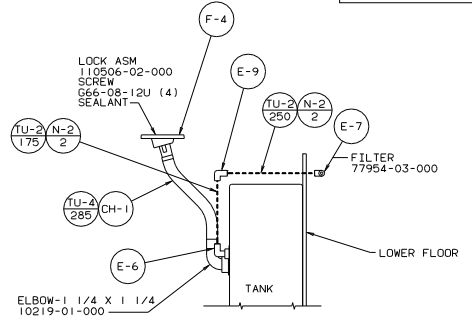 F-4
LOCK ASM
110506-02-000
SCREW
G66-08-12U (4)
SEALANT
E-9
TU-2 N-2
250 2
E-7
TU-2 N-2
175 2
FILTER
77954-03-000
TU-4 CH-1
285
LOWER FLOOR
E-6
TANK
ELBOW-1 1/4 X 1 1/4
10219-01-000